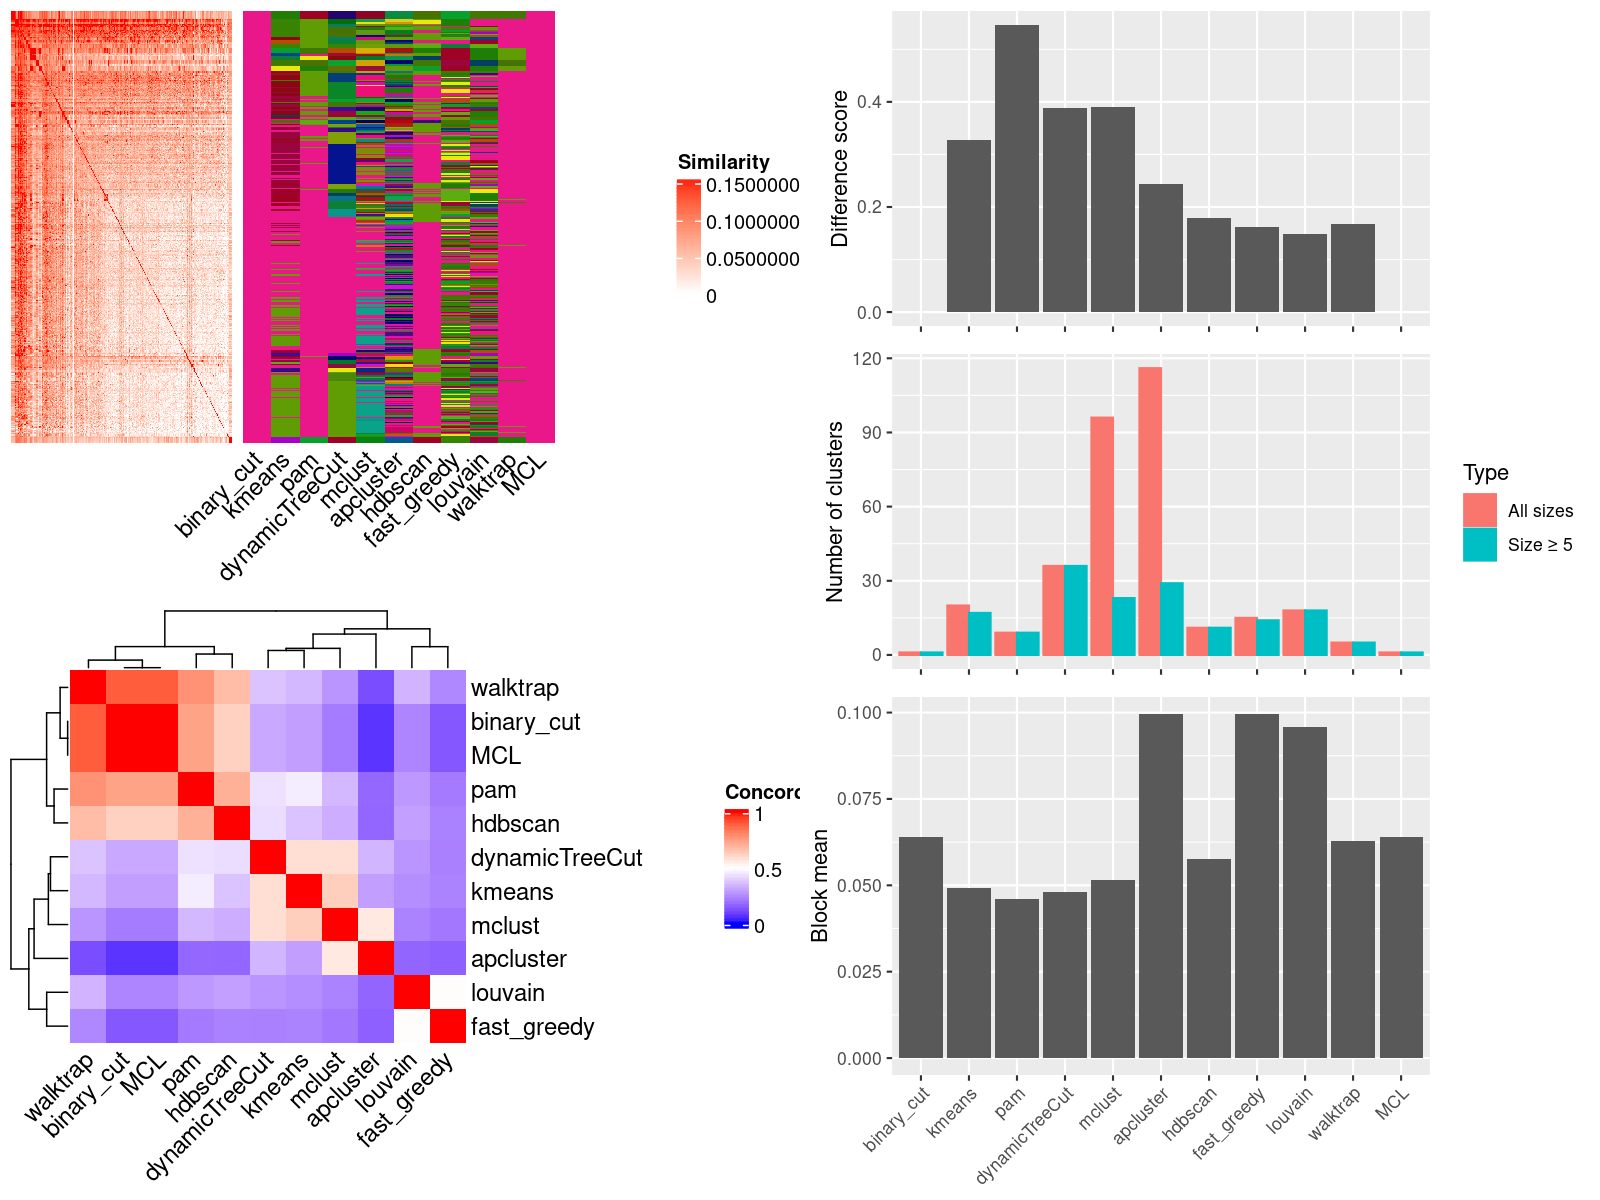 Similarity
0.1500000
0.1000000
0.0500000
0
binary_cut
kmeans
pam
dynamicTreeCut
mclust
apcluster
hdbscan
fast_greedy
louvain
walktrap
MCL
walktrap
binary_cut
MCL
pam
hdbscan
dynamicTreeCut
kmeans
mclust
apcluster
louvain
fast_greedy
walktrap
binary_cut
MCL
pam
hdbscan
dynamicTreeCut
kmeans
mclust
apcluster
louvain
fast_greedy
Concord
1
0.5
0
Difference score
0.4
0.2
0.0
Number of clusters
120
90
60
30
0
Type
All sizes
Size ≥ 5
Block mean
0.100
0.075
0.050
0.025
0.000
binary_cut
kmeans
pam
dynamicTreeCut
mclust
apcluster
hdbscan
fast_greedy
louvain
walktrap
MCL